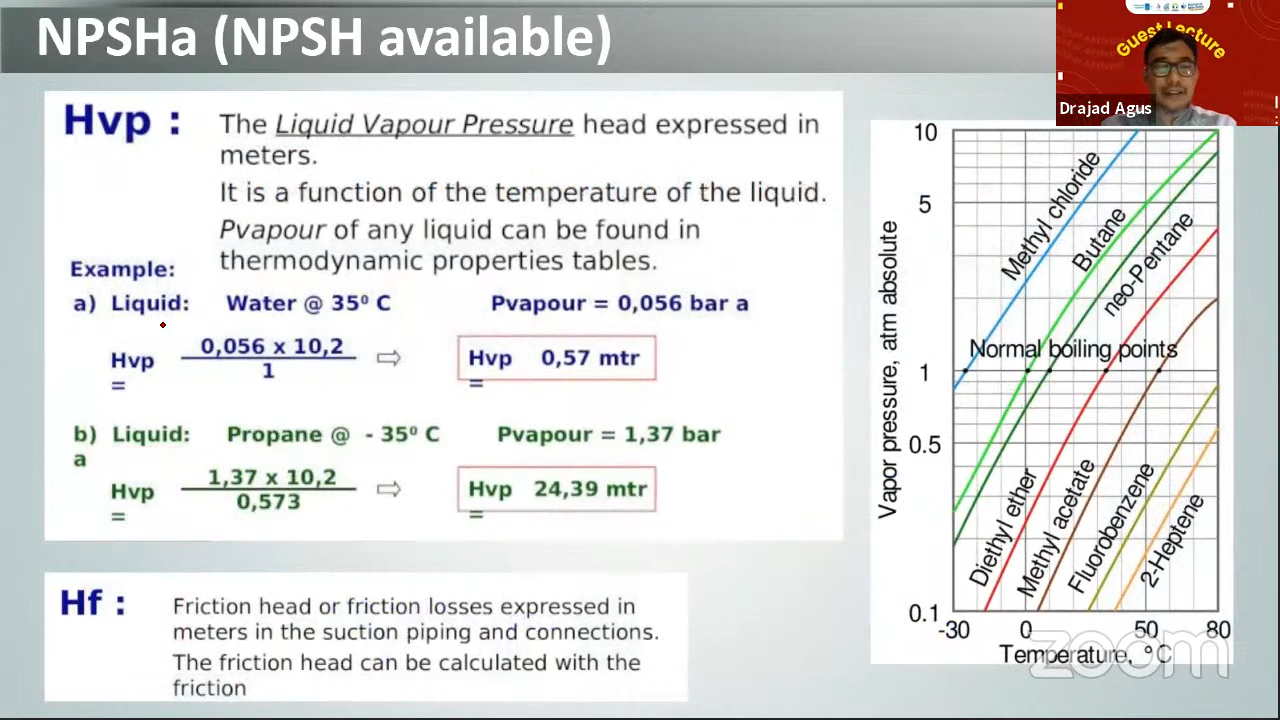 NPSHa (NPSH available)
Guest Lecture
Drajad Agus
Hvp :
The Liquid Vapour Pressure head expressed in
meters.
It is a function of the temperature of the liquid.
Pvapour of any liquid can be found in
thermodynamic properties tables.
Example:
a) Liquid: Water @ 35⁰ C Pvapour = 0,056 bar a
Hvp
=
0,056 x 10,2
1
⇨
Hvp 0,57 mtr
=
b) Liquid: Propane @ - 35⁰ C Pvapour = 1,37 bar
a
Hvp
=
1,37 x 10,2
0,573
⇨
Hvp 24,39 mtr
=
Hf :
Friction head or friction losses expressed in
meters in the suction piping and connections.
The friction head can be calculated with the
friction
Vapor pressure, atm absolute
10
5
1
0.5
0.1
Methyl chloride
Butane
neo-Pentane
Normal boiling points
Diethyl ether
Methyl acetate
Fluorobenzene
2-Heptene
-30 0 50 80
Temperature, °C
zoom